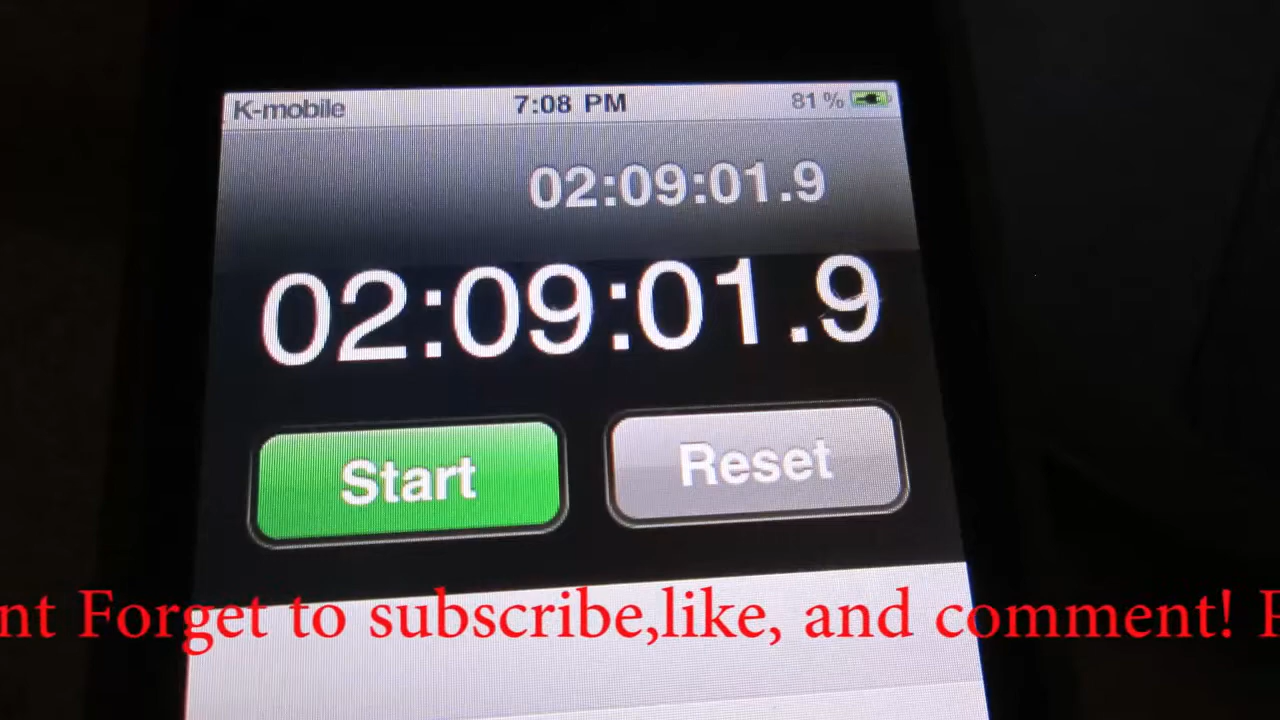 K-mobile 7:08 PM 81%
02:09:01.9
02:09:01.9
Start Reset
nt Forget to subscribe,like, and comment!